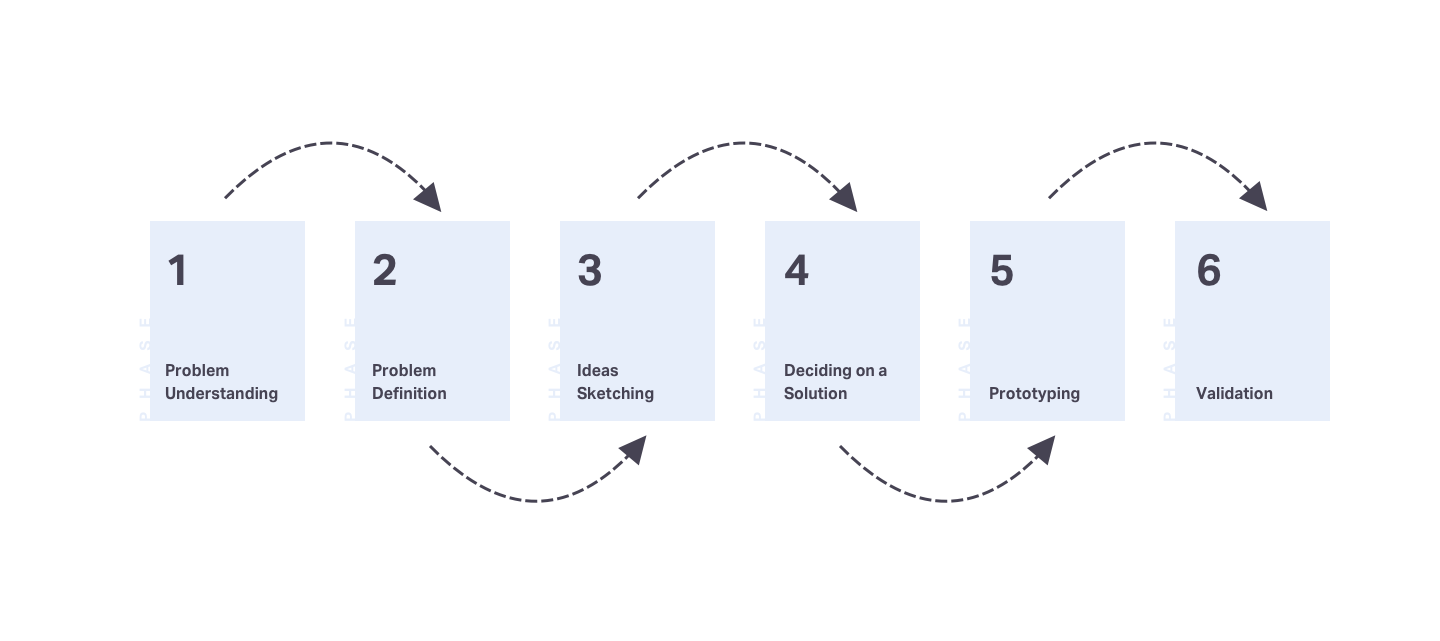 PHASE
1
Problem
Understanding
PHASE
2
Problem
Definition
PHASE
3
Ideas
Sketching
PHASE
4
Deciding on a
Solution
PHASE
5
Prototyping
PHASE
6
Validation